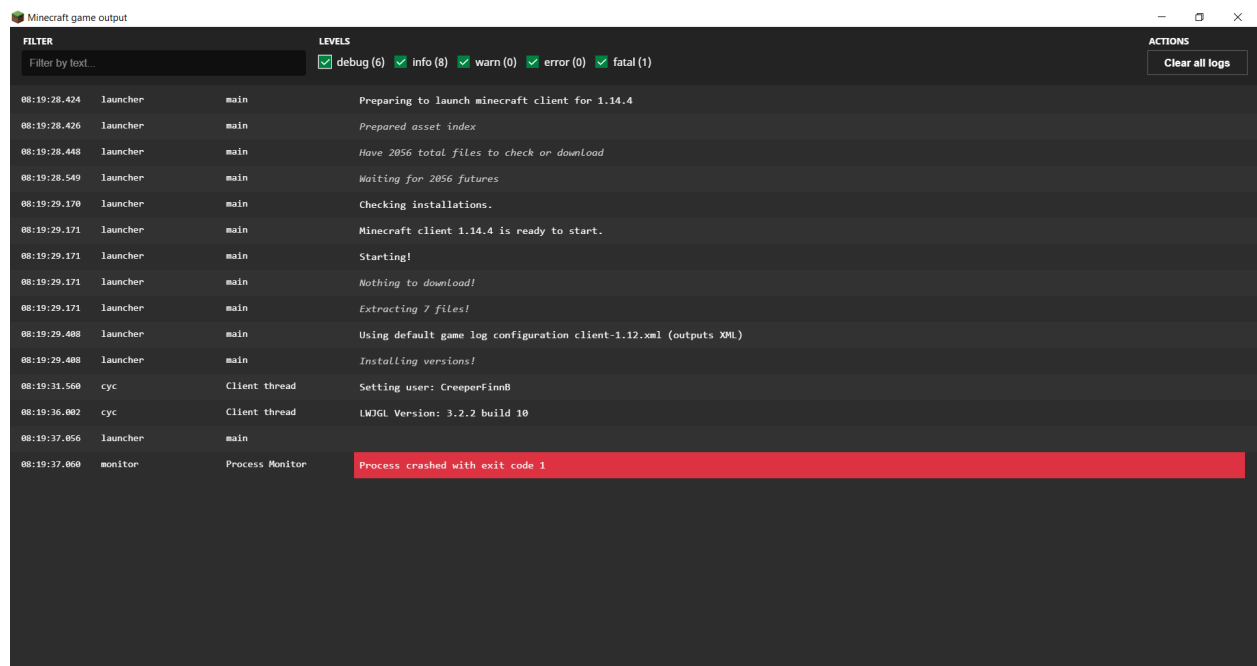 Minecraft game output
FILTER LEVELS ACTIONS
Filter by text... debug (6) info (8) warn (0) error (0) fatal (1) Clear all logs
08:19:28.424 launcher main Preparing to launch minecraft client for 1.14.4
08:19:28.426 launcher main Prepared asset index
08:19:28.448 launcher main Have 2056 total files to check or download
08:19:28.549 launcher main Waiting for 2056 futures
08:19:29.170 launcher main Checking installations.
08:19:29.171 launcher main Minecraft client 1.14.4 is ready to start.
08:19:29.171 launcher main Starting!
08:19:29.171 launcher main Nothing to download!
08:19:29.171 launcher main Extracting 7 files!
08:19:29.408 launcher main Using default game log configuration client-1.12.xml (outputs XML)
08:19:29.408 launcher main Installing versions!
08:19:31.560 cyc Client thread Setting user: CreeperFinnB
08:19:36.002 cyc Client thread LWJGL Version: 3.2.2 build 10
08:19:37.056 launcher main
08:19:37.060 monitor Process Monitor Process crashed with exit code 1